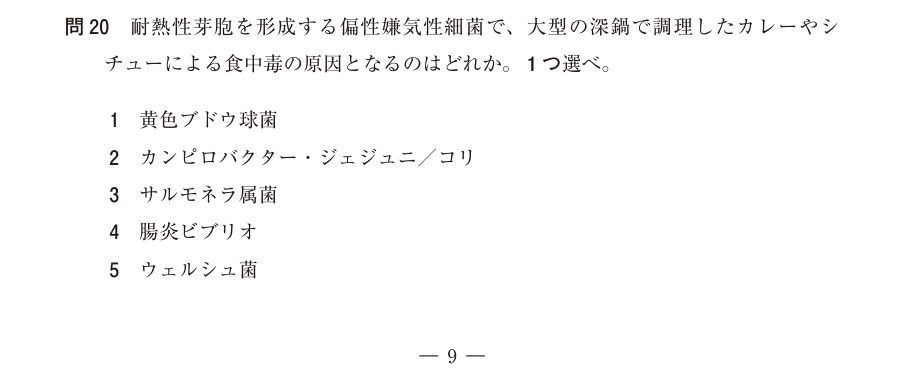 問20　耐熱性芽胞を形成する偏性嫌気性細菌で、大型の深鍋で調理したカレーやシ
チューによる食中毒の原因となるのはどれか。1つ選べ。
1　黄色ブドウ球菌
2　カンピロバクター・ジェジュニ／コリ
3　サルモネラ属菌
4　腸炎ビブリオ
5　ウェルシュ菌
― 9 ―